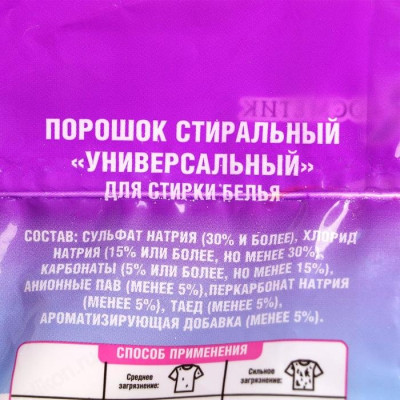 ОСМЕТИК
ПОРОШОК СТИРАЛЬНЫЙ
«УНИВЕРСАЛЬНЫЙ»
ДЛЯ СТИРКИ БЕЛЬЯ
СОСТАВ: СУЛЬФАТ НАТРИЯ (30% И БОЛЕЕ), ХЛОРИД
НАТРИЯ (15% ИЛИ БОЛЕЕ, НО МЕНЕЕ 30%),
КАРБОНАТЫ (5% ИЛИ БОЛЕЕ, НО МЕНЕЕ 15%),
АНИОННЫЕ ПАВ (МЕНЕЕ 5%),ПЕРКАРБОНАТ НАТРИЯ
(МЕНЕЕ 5%), ТАЕД (МЕНЕЕ 5%),
АРОМАТИЗИРУЮЩАЯ ДОБАВКА (МЕНЕЕ 5%).
СПОСОБ ПРИМЕНЕНИЯ
Среднее загрязнение:
Сильное загрязнение: